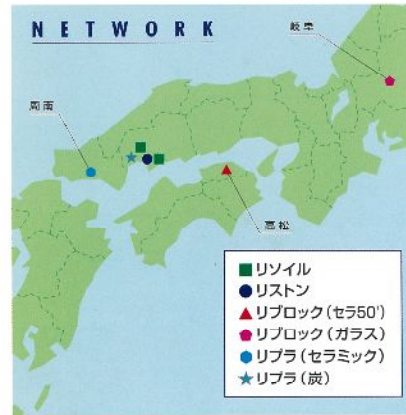 NETWORK
岐阜
周南
高松
リソイル
リストン
リブロック(セラ50')
リブロック(ガラス)
リプラ(セラミック)
リプラ(炭)